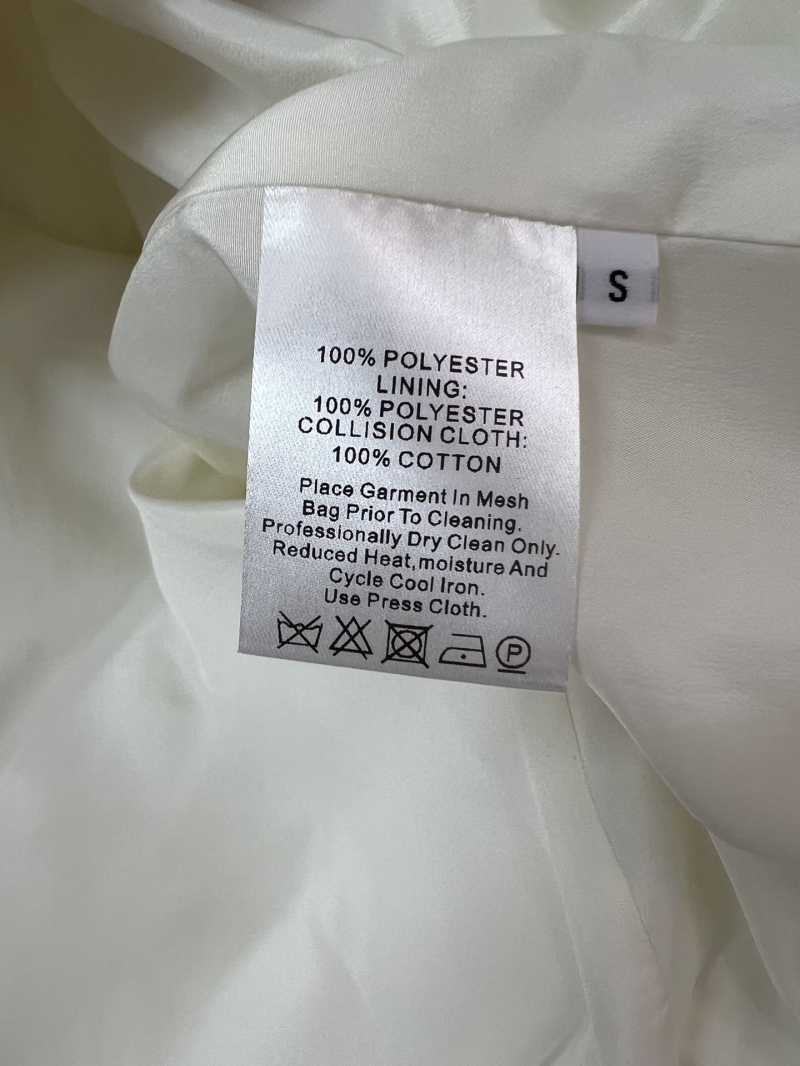 S
100% POLYESTER
LINING:
100% POLYESTER
COLLISION CLOTH:
100% COTTON
Place Garment In Mesh
Bag Prior To Cleaning.
Professionally Dry Clean Only.
Reduced Heat,moisture And
Cycle Cool Iron.
Use Press Cloth.
P